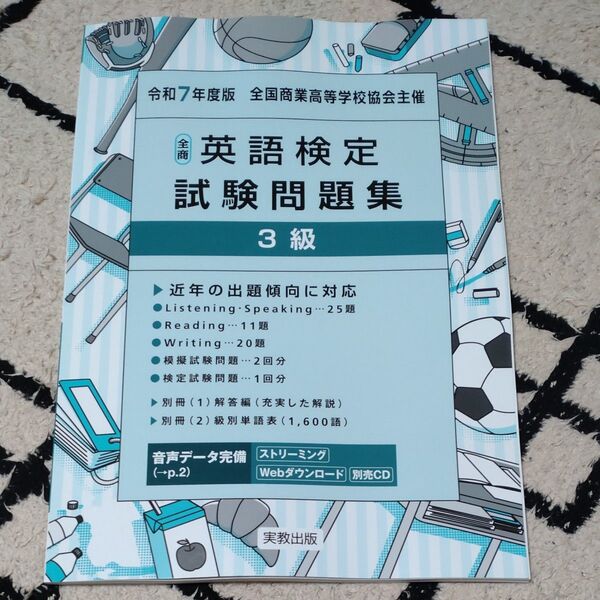 令和7年度版 全国商業高等学校協会主催
全商 英語検定
試験問題集
3級
▶近年の出題傾向に対応
●Listening・Speaking…25題
●Reading…11題
●Writing…20題
●模擬試験問題…2回分
●検定試験問題…1回分
▶別冊(1)解答編(充実した解説)
▶別冊(2)級別単語表(1,600語)
音声データ完備 ストリーミング
(→p.2) Webダウンロード 別売CD
実教出版